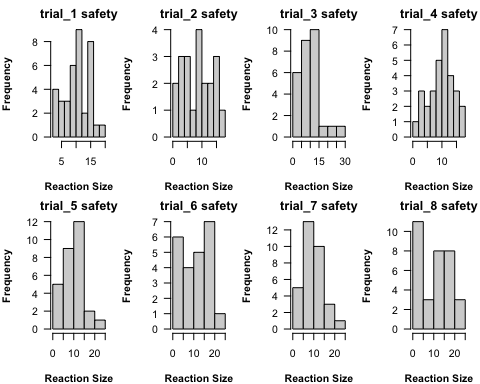 trial_1 safety
Frequency
0 2 4 6 8
5 15
Reaction Size
trial_2 safety
Frequency
0 1 2 3 4
0 10
Reaction Size
trial_3 safety
Frequency
0 2 4 6 8 10
0 15 30
Reaction Size
trial_4 safety
Frequency
0 1 2 3 4 5 6 7
0 10
Reaction Size
trial_5 safety
Frequency
0 2 4 6 8 10 12
0 10 20
Reaction Size
trial_6 safety
Frequency
0 1 2 3 4 5 6 7
0 10 20
Reaction Size
trial_7 safety
Frequency
0 2 4 6 8 10 12
0 10 20
Reaction Size
trial_8 safety
Frequency
0 2 4 6 8 10
0 10 20
Reaction Size